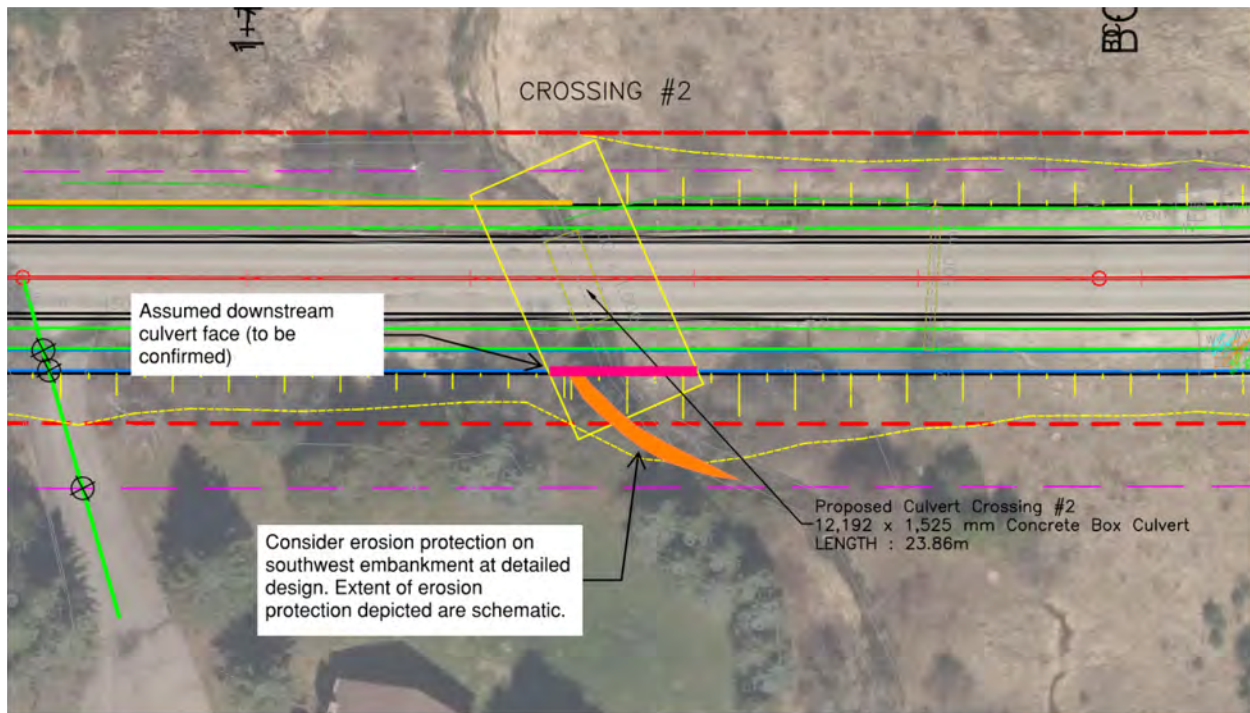 CROSSING #2
Assumed downstream
culvert face (to be
confirmed)
Consider erosion protection on
southwest embankment at detailed
design. Extent of erosion
protection depicted are schematic.
Proposed Culvert Crossing #2
12,192 x 1,525 mm Concrete Box Culvert
LENGTH : 23.86m